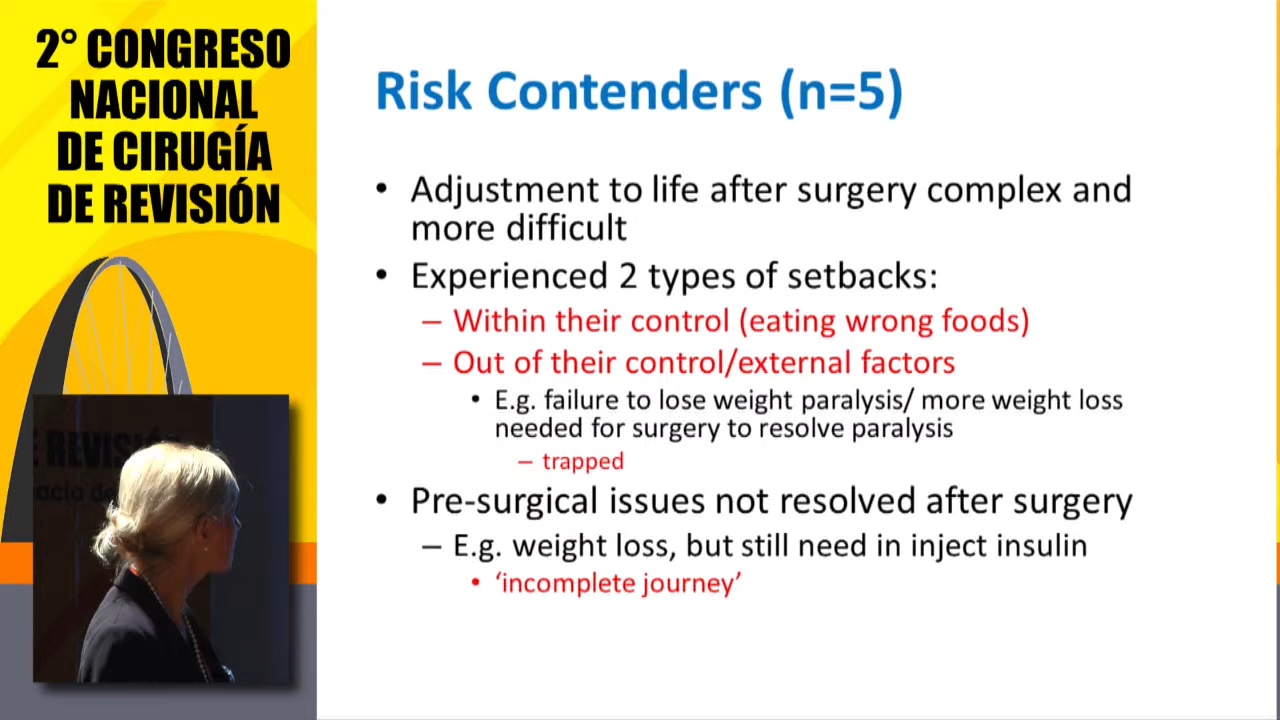 2° CONGRESO
NACIONAL
DE CIRUGÍA
DE REVISIÓN
Risk Contenders (n=5)
• Adjustment to life after surgery complex and
more difficult
• Experienced 2 types of setbacks:
– Within their control (eating wrong foods)
– Out of their control/external factors
• E.g. failure to lose weight paralysis/ more weight loss
needed for surgery to resolve paralysis
– trapped
• Pre-surgical issues not resolved after surgery
– E.g. weight loss, but still need in inject insulin
• ‘incomplete journey’
E REVISIÓ
acia de